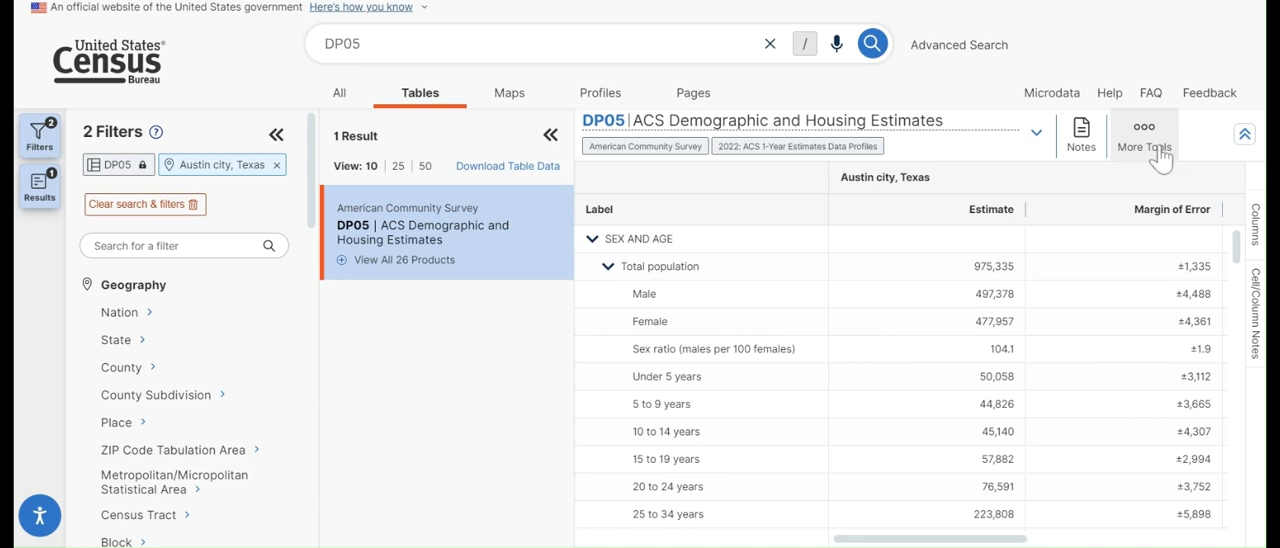 An official website of the United States government Here's how you know
United States®
Census
Bureau
DP05
/
Advanced Search
All Tables Maps Profiles Pages
Microdata Help FAQ Feedback
2
Filters
1
Results
2 Filters ?
DP05 Austin city, Texas ×
Clear search & filters
Search for a filter
Geography
Nation
State
County
County Subdivision
Place
ZIP Code Tabulation Area
Metropolitan/Micropolitan
Statistical Area
Census Tract
Block
1 Result
View: 10 | 25 | 50 Download Table Data
American Community Survey
DP05 | ACS Demographic and
Housing Estimates
View All 26 Products
DP05 | ACS Demographic and Housing Estimates
American Community Survey 2022: ACS 1-Year Estimates Data Profiles
Notes
More Tools
Austin city, Texas
Label Estimate Margin of Error
SEX AND AGE
Total population 975,335 ±1,335
Male 497,378 ±4,488
Female 477,957 ±4,361
Sex ratio (males per 100 females) 104.1 ±1.9
Under 5 years 50,058 ±3,112
5 to 9 years 44,826 ±3,665
10 to 14 years 45,140 ±4,307
15 to 19 years 57,882 ±2,994
20 to 24 years 76,591 ±3,752
25 to 34 years 223,808 ±5,898
Columns
Cell/Column Notes